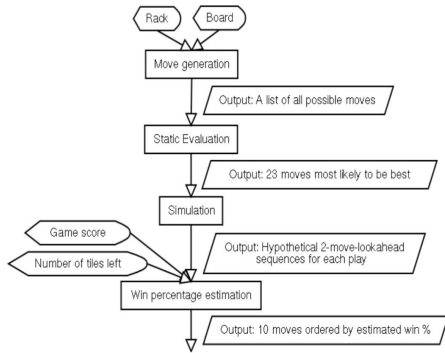 Rack
Board
Move generation
Output: A list of all possible moves
Static Evaluation
Output: 23 moves most likely to be best
Simulation
Game score
Output: Hypothetical 2-move-lookahead
sequences for each play
Number of tiles left
Win percentage estimation
Output: 10 moves ordered by estimated win %